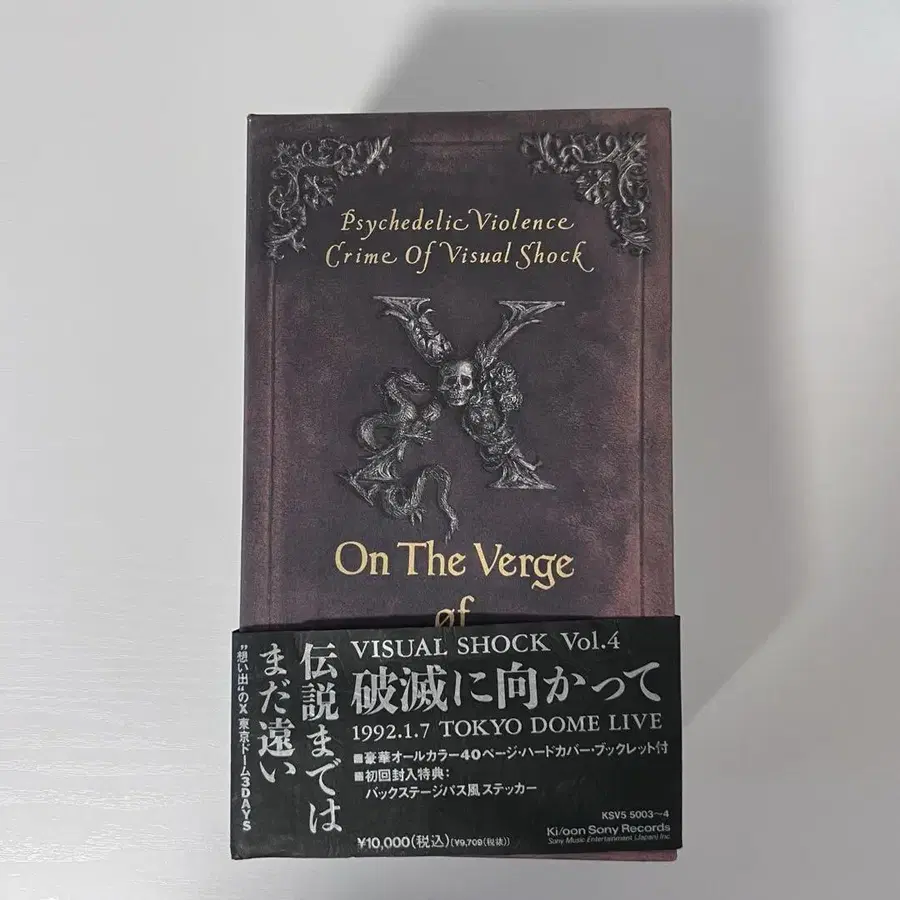 Psychedelic Violence
Crime Of Visual Shock
X
On The Verge
øf
VISUAL SHOCK Vol.4
破滅に向かって
1992.1.7 TOKYO DOME LIVE
■豪華オールカラー40ページ・ハードカバー・ブックレット付
■初回封入特典:
バックステージパス風ステッカー
伝説までは
まだ遠い
"想い出"のX 東京ドーム3DAYS
¥10,000(税込)(¥9,709(税抜))
KSV5 5003〜4
Ki/oon Sony Records
Sony Music Entertainment (Japan) Inc.